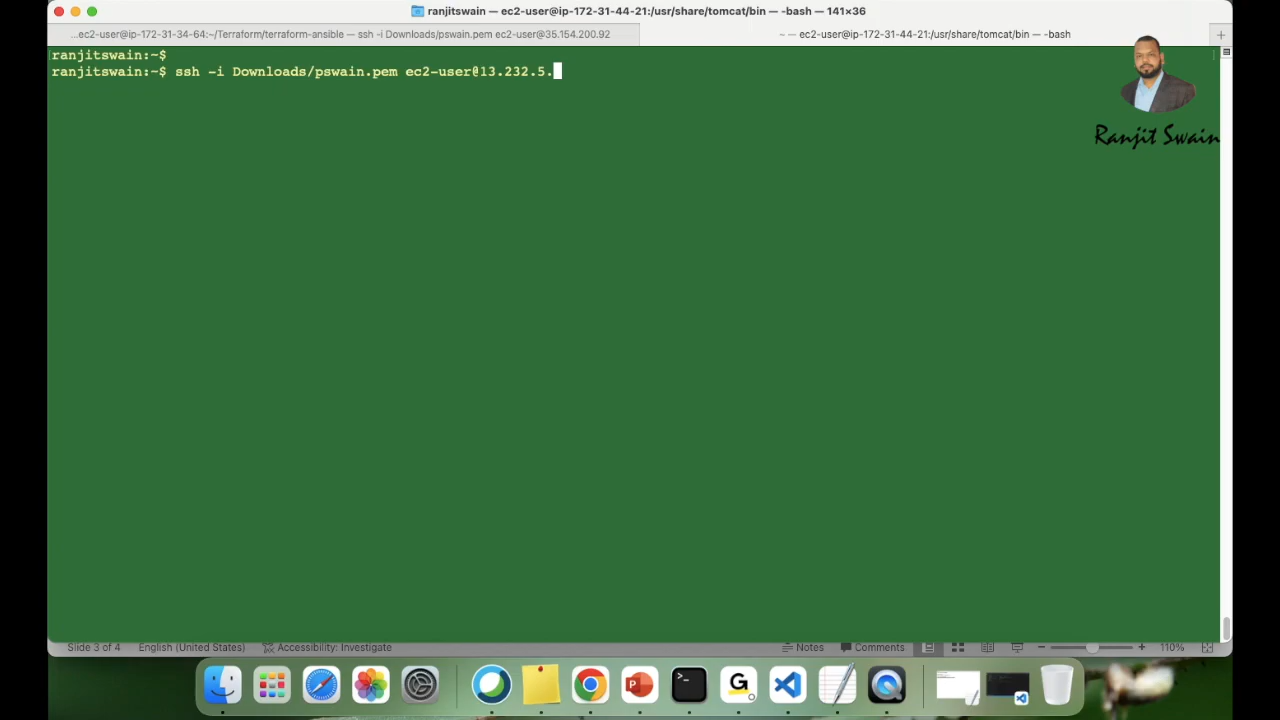 ranjitswain — ec2-user@ip-172-31-44-21:/usr/share/tomcat/bin — -bash — 141×36
...ec2-user@ip-172-31-34-64:~/Terraform/terraform-ansible — ssh -i Downloads/pswain.pem ec2-user@35.154.200.92
~ — ec2-user@ip-172-31-44-21:/usr/share/tomcat/bin — -bash
ranjitswain:~$
ranjitswain:~$ ssh -i Downloads/pswain.pem ec2-user@13.232.5.
Ranjit Swain
Slide 3 of 4 English (United States) Accessibility: Investigate Notes Comments 110%